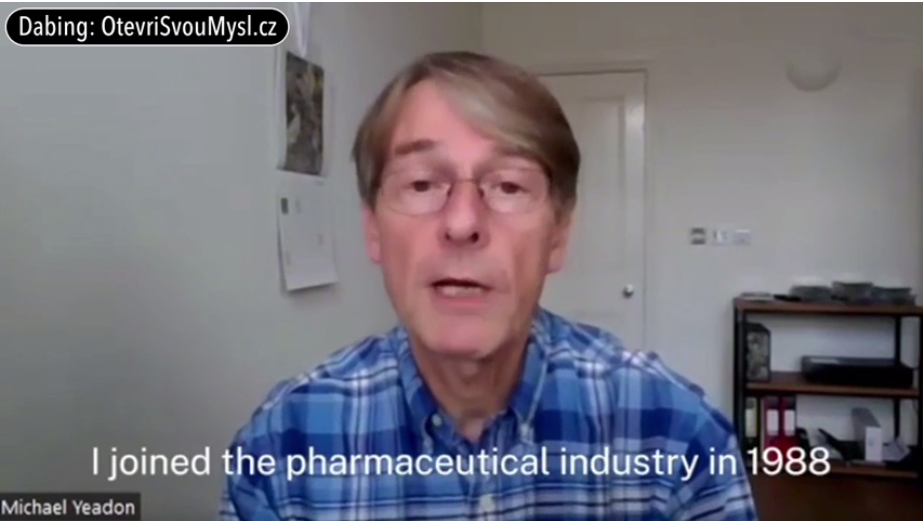 Dabing: OtevriSvouMysl.cz
I joined the pharmaceutical industry in 1988
Michael Yeadon